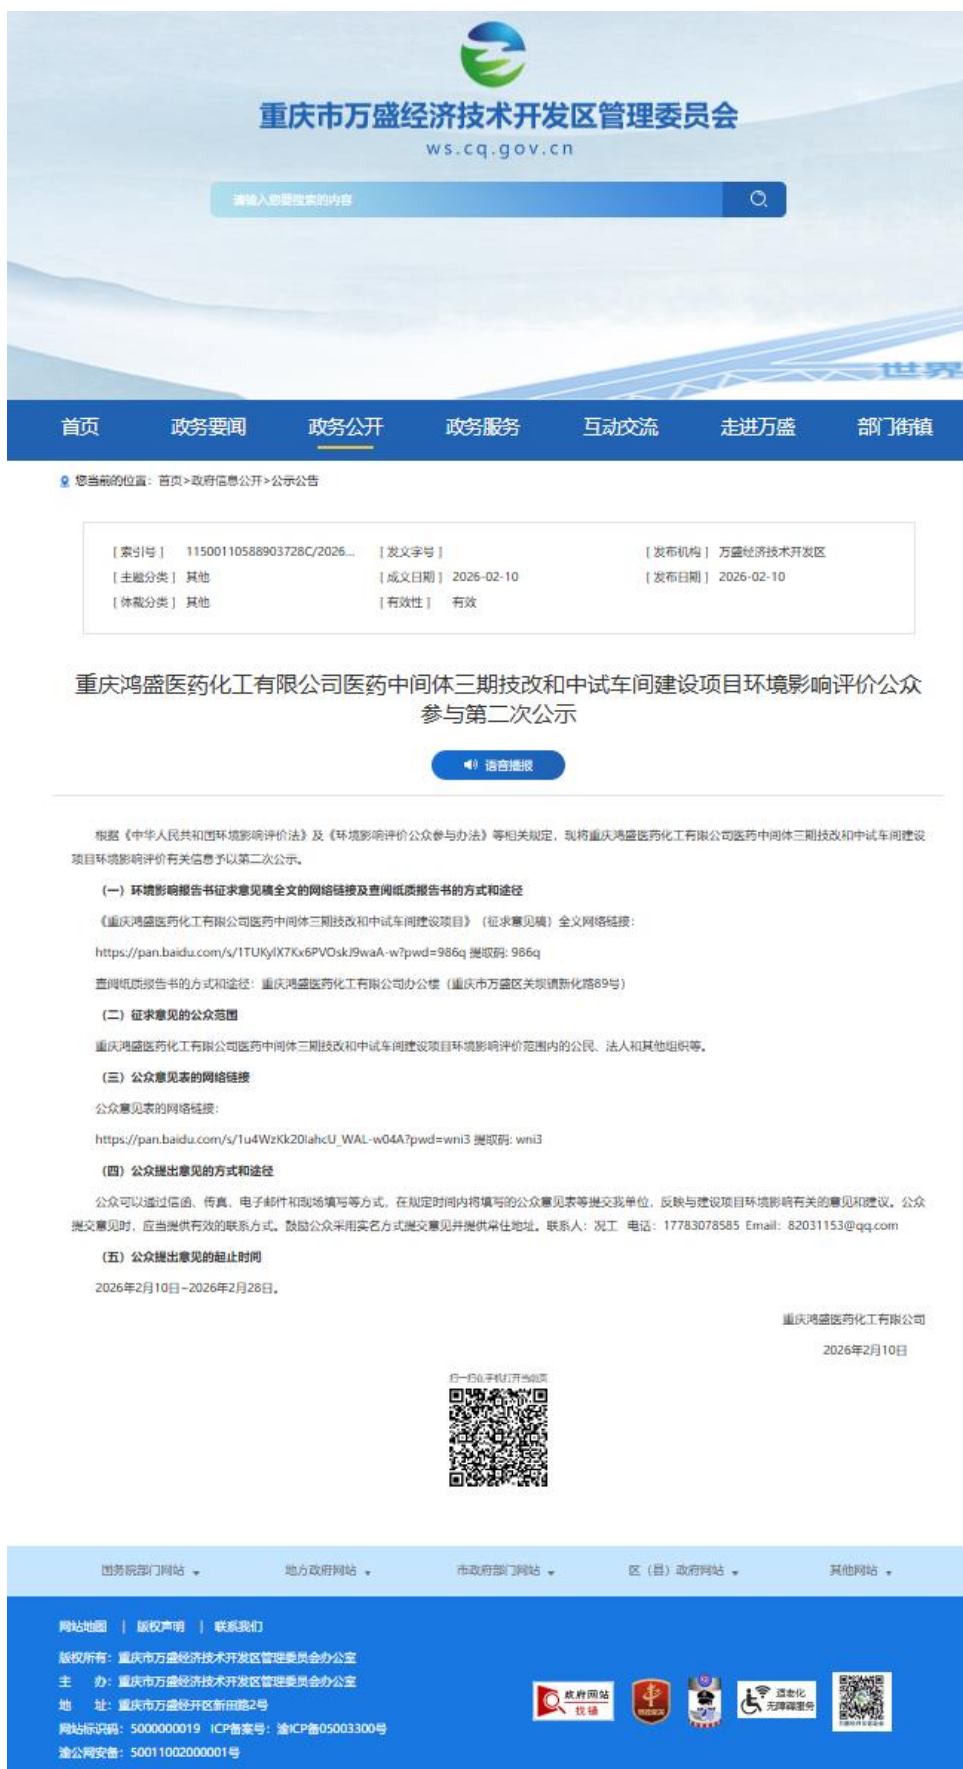 重庆市万盛经济技术开发区管理委员会
ws.cq.gov.cn
请输入您要搜索的内容
世界
首页 政务要闻 政务公开 政务服务 互动交流 走进万盛 部门街镇
您当前的位置：首页>政府信息公开>公示公告
[ 索引号 ] 11500110588903728C/2026... [ 发文字号 ] [ 发布机构 ] 万盛经济技术开发区
[ 主题分类 ] 其他 [ 成文日期 ] 2026-02-10 [ 发布日期 ] 2026-02-10
[ 体裁分类 ] 其他 [ 有效性 ] 有效
重庆鸿盛医药化工有限公司医药中间体三期技改和中试车间建设项目环境影响评价公众
参与第二次公示
语音播报
根据《中华人民共和国环境影响评价法》及《环境影响评价公众参与办法》等相关规定，现将重庆鸿盛医药化工有限公司医药中间体三期技改和中试车间建设
项目环境影响评价有关信息予以第二次公示。
（一）环境影响报告书征求意见稿全文的网络链接及查阅纸质报告书的方式和途径
《重庆鸿盛医药化工有限公司医药中间体三期技改和中试车间建设项目》（征求意见稿）全文网络链接：
https://pan.baidu.com/s/1TUKyIX7Kx6PVOskJ9waA-w?pwd=986q 提取码: 986q
查阅纸质报告书的方式和途径：重庆鸿盛医药化工有限公司办公楼（重庆市万盛区关坝镇新化路89号）
（二）征求意见的公众范围
重庆鸿盛医药化工有限公司医药中间体三期技改和中试车间建设项目环境影响评价范围内的公民、法人和其他组织等。
（三）公众意见表的网络链接
公众意见表的网络链接：
https://pan.baidu.com/s/1u4WzKk20IahcU_WAL-w04A?pwd=wni3 提取码: wni3
（四）公众提出意见的方式和途径
公众可以通过信函、传真、电子邮件和现场填写等方式，在规定时间内将填写的公众意见表等提交我单位，反映与建设项目环境影响有关的意见和建议。公众
提交意见时，应当提供有效的联系方式。鼓励公众采用实名方式提交意见并提供常住地址。联系人：况工 电话：17783078585 Email：82031153@qq.com
（五）公众提出意见的起止时间
2026年2月10日~2026年2月28日。
重庆鸿盛医药化工有限公司
2026年2月10日
扫一扫在手机打开当前页
国务院部门网站 地方政府网站 市政府部门网站 区（县）政府网站 其他网站
网站地图 | 版权声明 | 联系我们
版权所有：重庆市万盛经济技术开发区管理委员会办公室
主 办：重庆市万盛经济技术开发区管理委员会办公室
地 址：重庆市万盛经开区新田路2号
网站标识码：5000000019 ICP备案号：渝ICP备05003300号
渝公网安备：50011002000001号
政府网站
找错
党政机关
适老化
无障碍服务